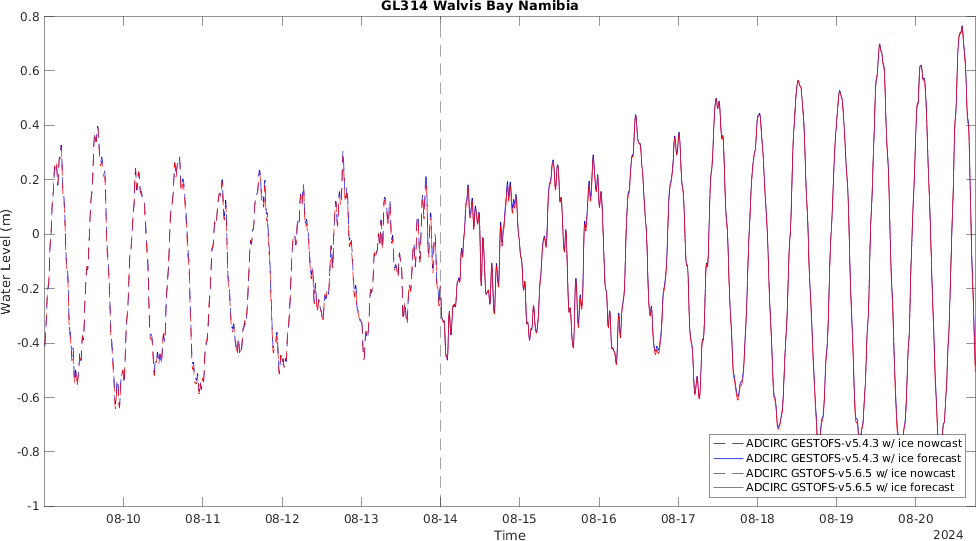 GL314 Walvis Bay Namibia
0.8
0.6
0.4
0.2
0
-0.2
-0.4
-0.6
-0.8
-1
Water Level (m)
ADCIRC GESTOFS-v5.4.3 w/ ice nowcast
ADCIRC GESTOFS-v5.4.3 w/ ice forecast
ADCIRC GSTOFS-v5.6.5 w/ ice nowcast
ADCIRC GSTOFS-v5.6.5 w/ ice forecast
08-10 08-11 08-12 08-13 08-14 08-15 08-16 08-17 08-18 08-19 08-20
Time
2024